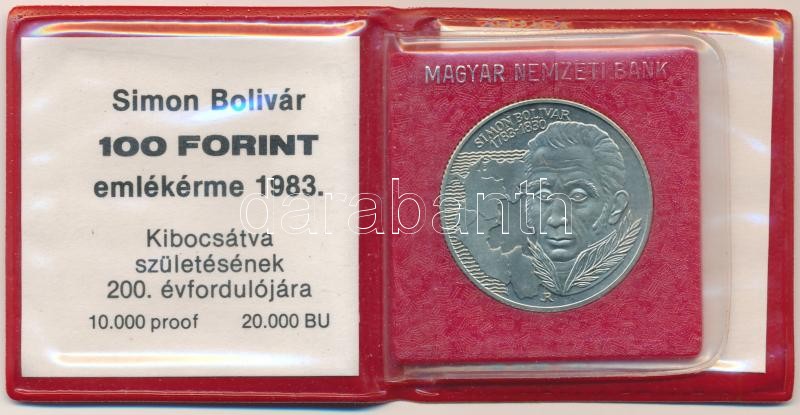 Simon Bolivár
100 FORINT
emlékérme 1983.
Kibocsátva
születésének
200. évfordulójára
10.000 proof 20.000 BU
MAGYAR NEMZETI BANK
SIMON BOLIVAR
1783-1830
R
darabanth